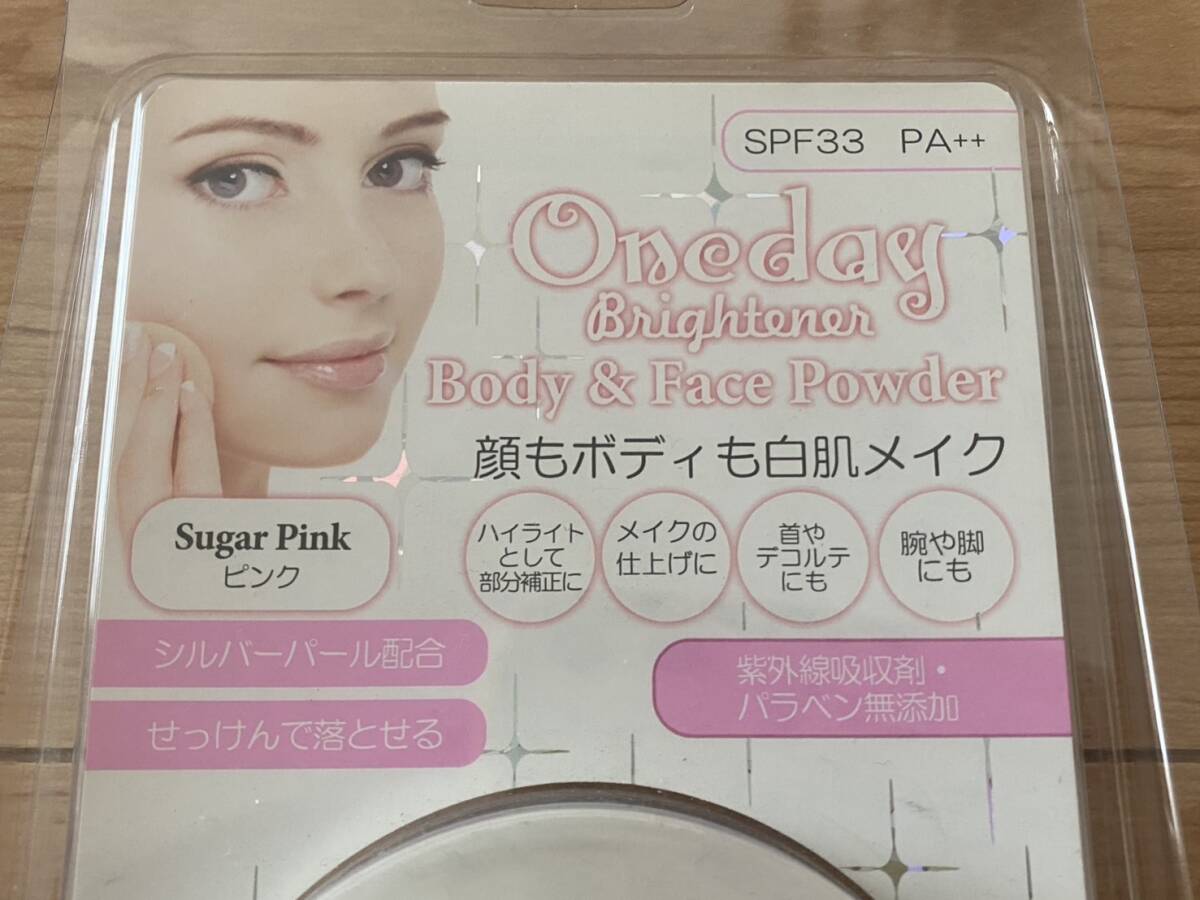 SPF33 PA++
Oneday
Brightener
Body & Face Powder
顔もボディも白肌メイク
Sugar Pink
ピンク
ハイライト
として
部分補正に
メイクの
仕上げに
首や
デコルテ
にも
腕や脚
にも
シルバーパール配合
せっけんで落とせる
紫外線吸収剤・
パラベン無添加